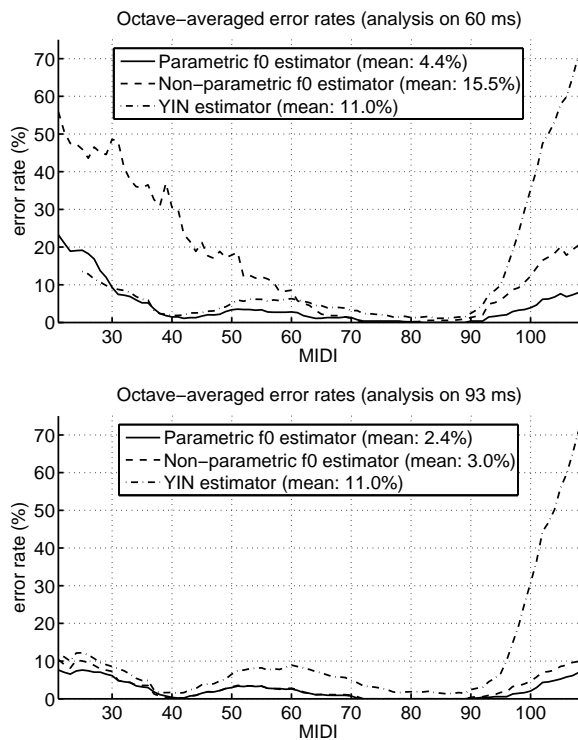 Octave−averaged error rates (analysis on 60 ms)
70
60
50
40
30
20
10
0
error rate (%)
Parametric f0 estimator (mean: 4.4%)
Non−parametric f0 estimator (mean: 15.5%)
YIN estimator (mean: 11.0%)
30 40 50 60 70 80 90 100
MIDI
Octave−averaged error rates (analysis on 93 ms)
70
60
50
40
30
20
10
0
error rate (%)
Parametric f0 estimator (mean: 2.4%)
Non−parametric f0 estimator (mean: 3.0%)
YIN estimator (mean: 11.0%)
30 40 50 60 70 80 90 100
MIDI